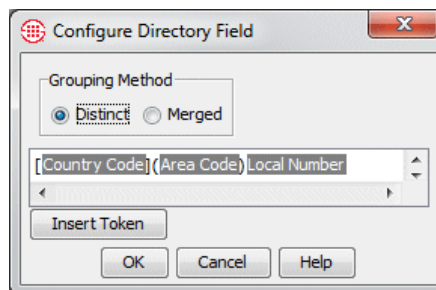 Configure Directory Field
Grouping Method
Distinct Merged
[Country Code](Area Code)Local Number
Insert Token
OK Cancel Help